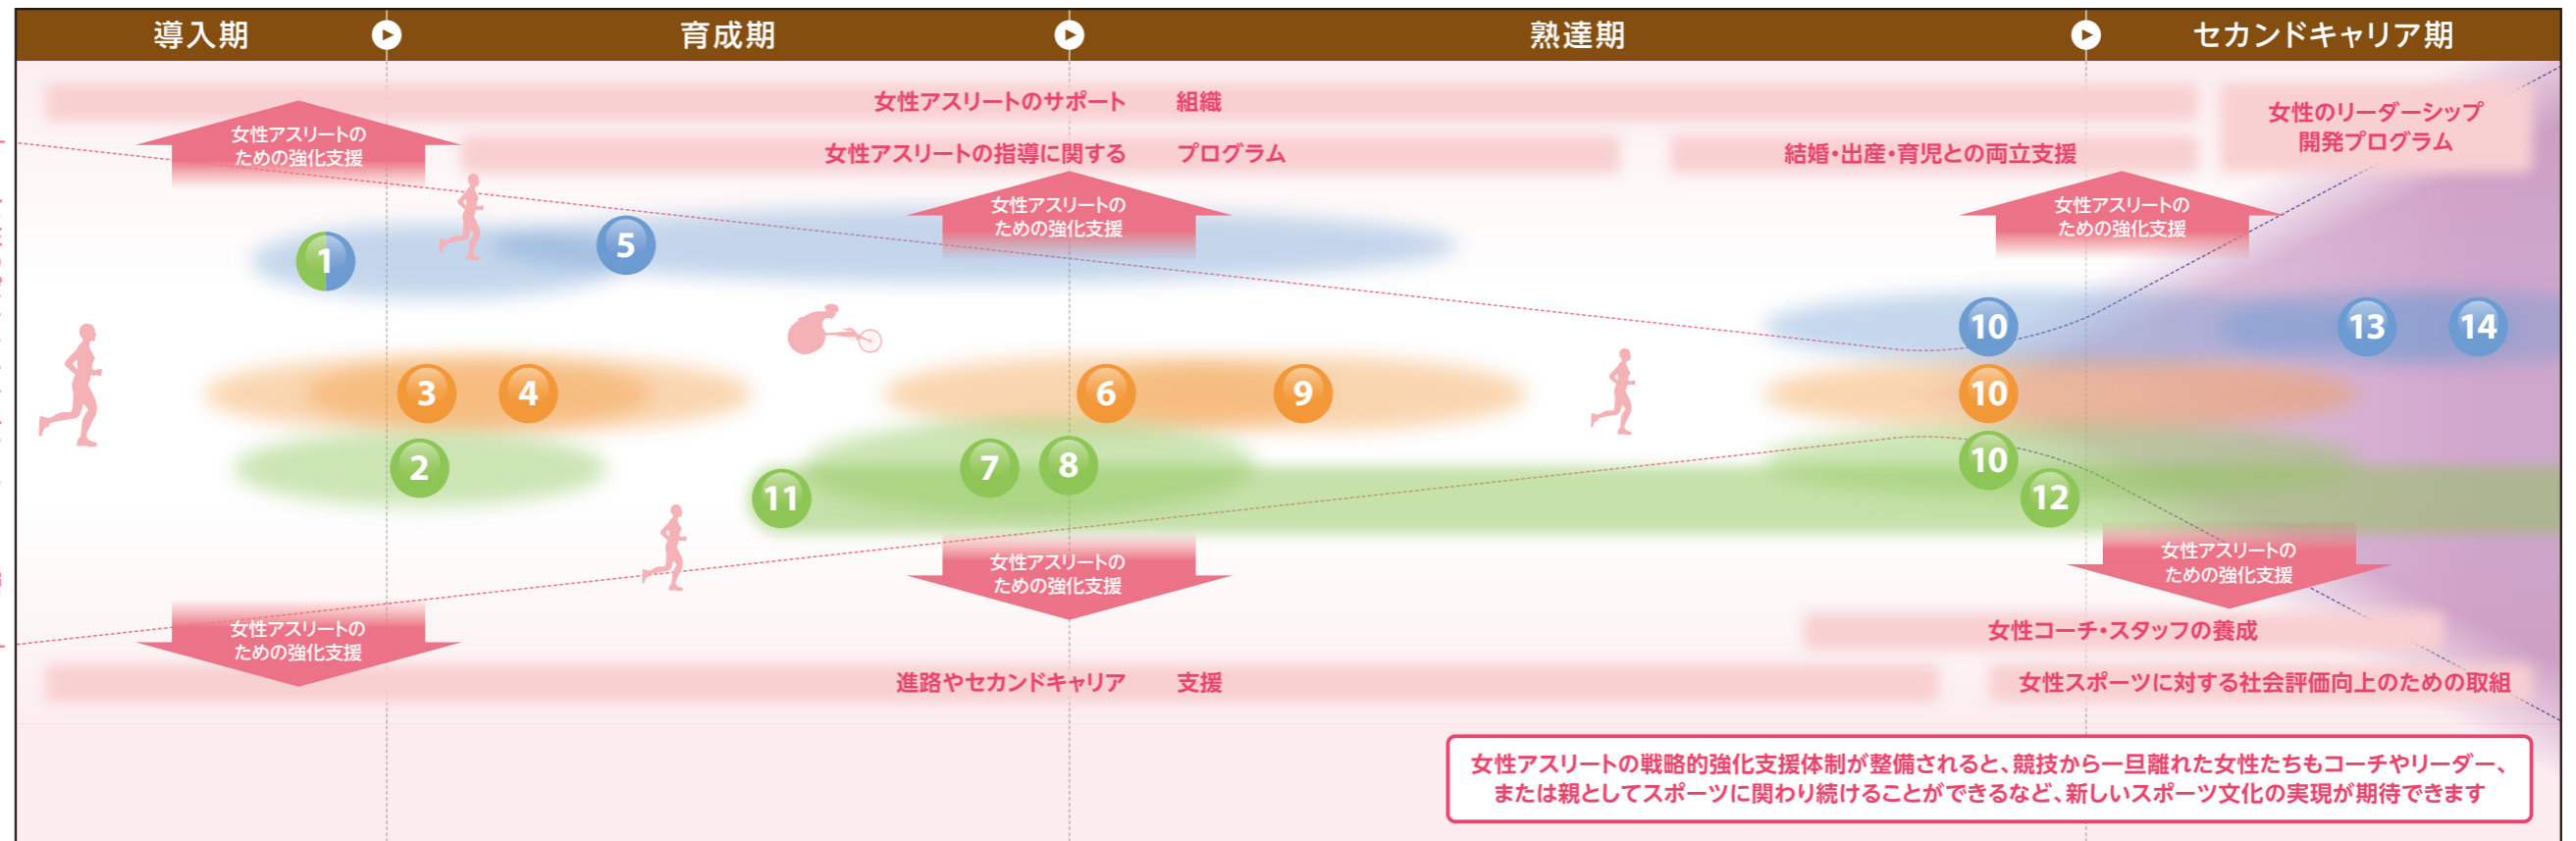 導入期
育成期
熟達期
セカンドキャリア期
女性アスリートのサポート 組織
女性のリーダーシップ
開発プログラム
女性アスリートの
ための強化支援
女性アスリートの指導に関する プログラム
結婚・出産・育児との両立支援
女性アスリートの
ための強化支援
女性アスリートの
ための強化支援
1
5
10
13
14
3
4
6
9
10
2
7
8
10
11
12
女性アスリートの
ための強化支援
女性アスリートの
ための強化支援
女性アスリートの
ための強化支援
女性コーチ・スタッフの養成
進路やセカンドキャリア 支援
女性スポーツに対する社会評価向上のための取組
女性アスリートの戦略的強化支援体制が整備されると、競技から一旦離れた女性たちもコーチやリーダー、
または親としてスポーツに関わり続けることができるなど、新しいスポーツ文化の実現が期待できます